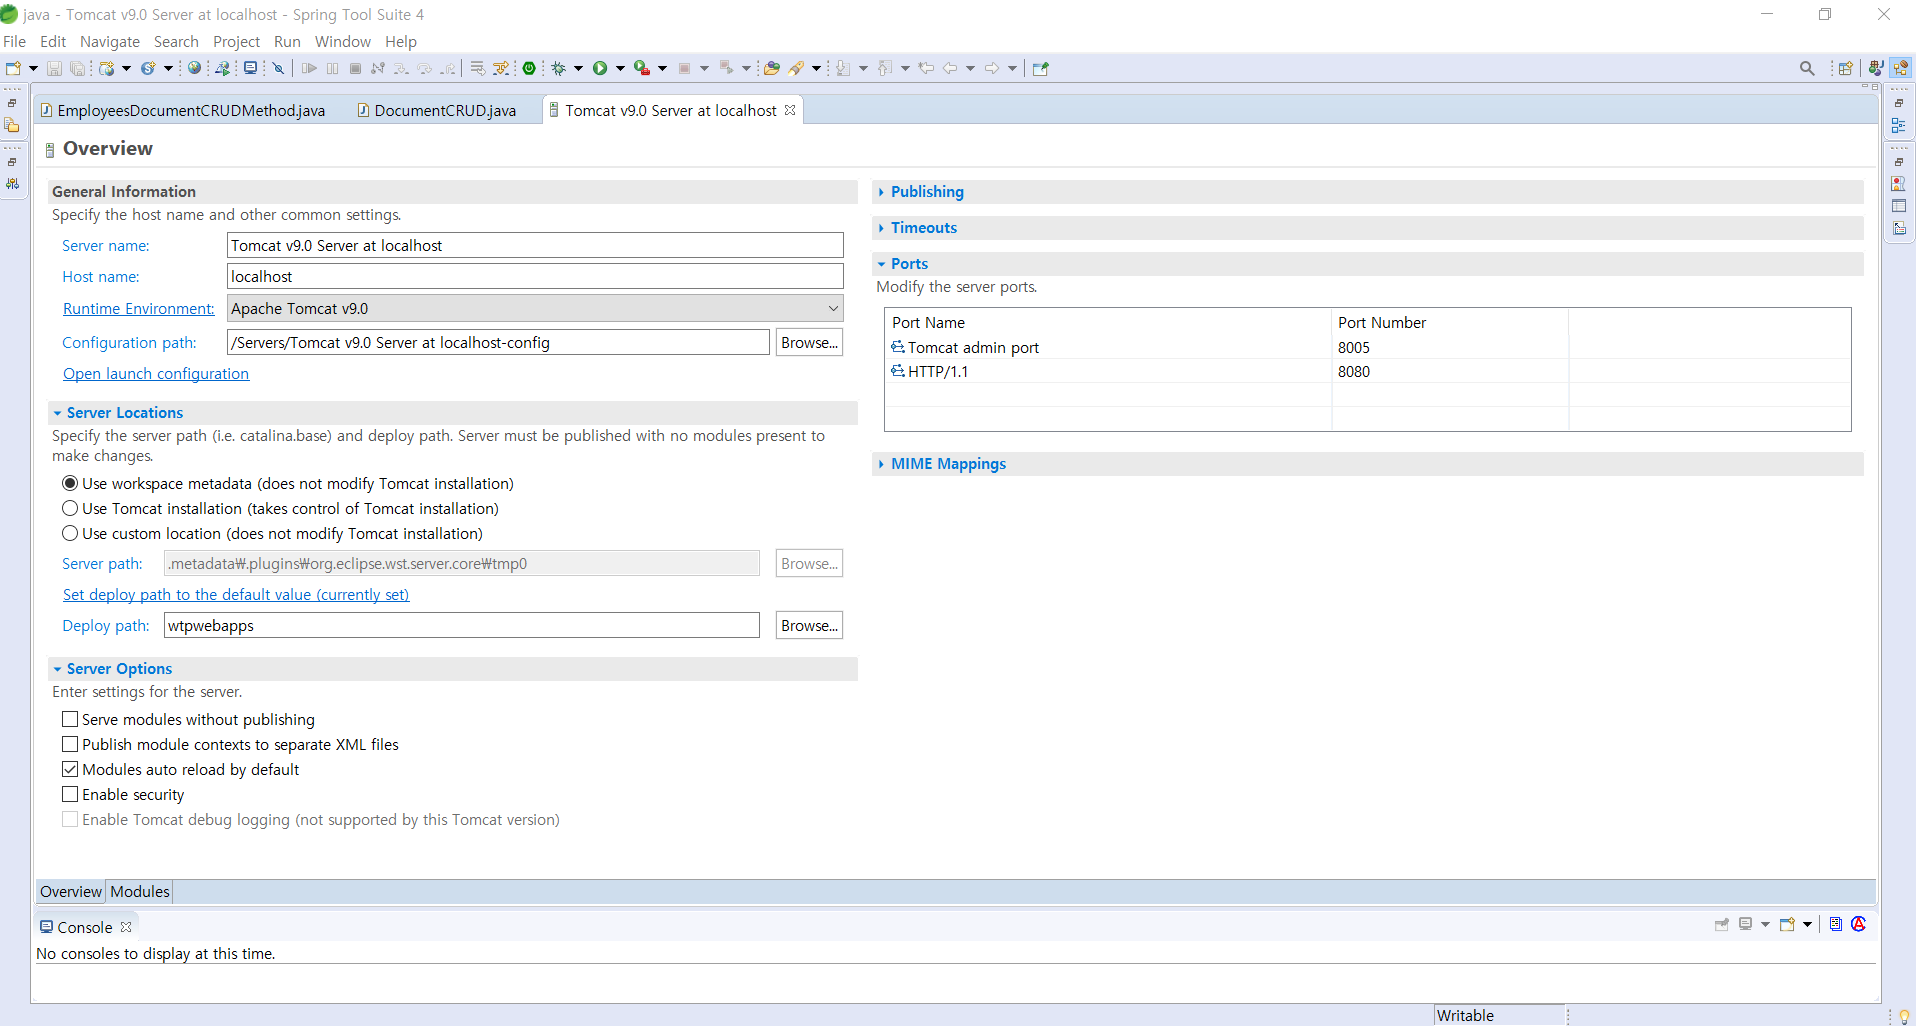 java - Tomcat v9.0 Server at localhost - Spring Tool Suite 4
File Edit Navigate Search Project Run Window Help
EmployeesDocumentCRUDMethod.java
DocumentCRUD.java
Tomcat v9.0 Server at localhost
Overview
General Information
Specify the host name and other common settings.
Server name: Tomcat v9.0 Server at localhost
Host name: localhost
Runtime Environment: Apache Tomcat v9.0
Configuration path: /Servers/Tomcat v9.0 Server at localhost-config Browse...
Open launch configuration
Server Locations
Specify the server path (i.e. catalina.base) and deploy path. Server must be published with no modules present to
make changes.
Use workspace metadata (does not modify Tomcat installation)
Use Tomcat installation (takes control of Tomcat installation)
Use custom location (does not modify Tomcat installation)
Server path: .metadata₩.plugins₩org.eclipse.wst.server.core₩tmp0 Browse...
Set deploy path to the default value (currently set)
Deploy path: wtpwebapps Browse...
Server Options
Enter settings for the server.
Serve modules without publishing
Publish module contexts to separate XML files
Modules auto reload by default
Enable security
Enable Tomcat debug logging (not supported by this Tomcat version)
Publishing
Timeouts
Ports
Modify the server ports.
Port Name Port Number
Tomcat admin port 8005
HTTP/1.1 8080
MIME Mappings
Overview Modules
Console
No consoles to display at this time.
Writable